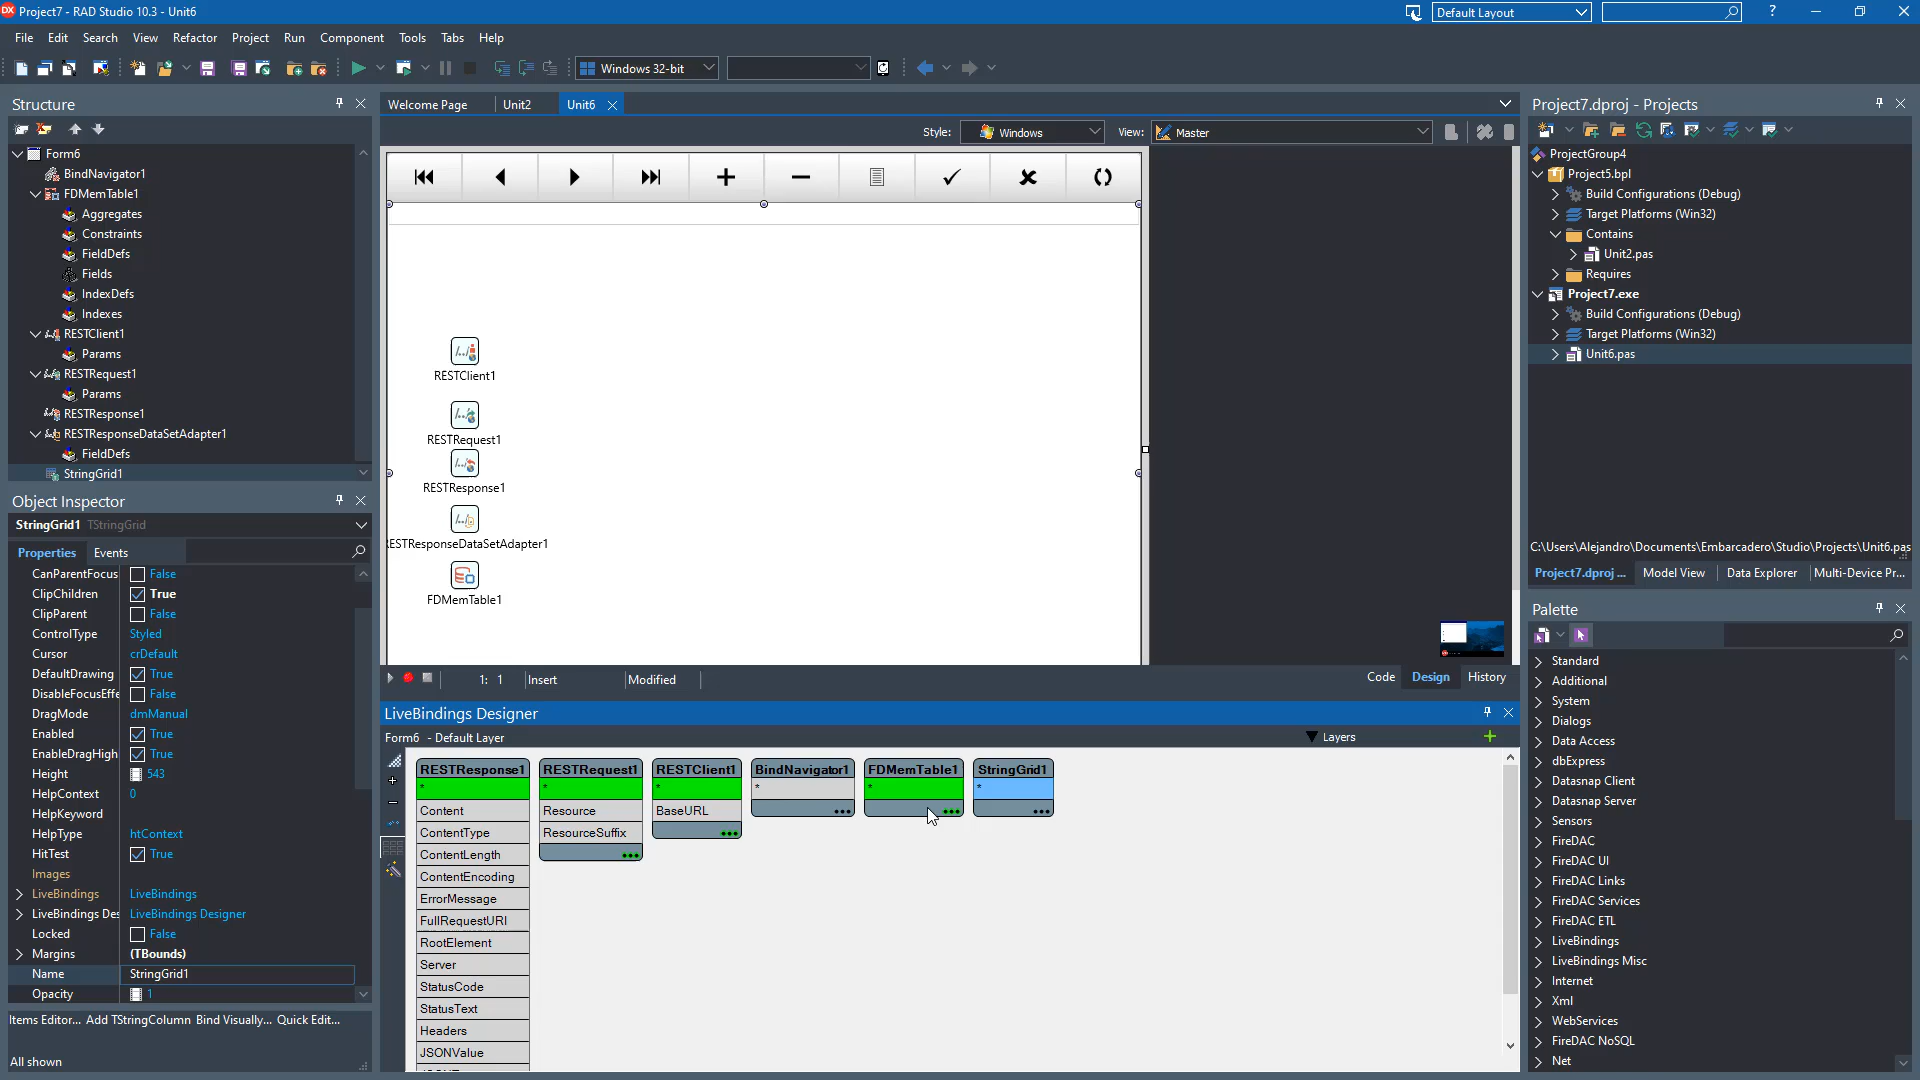 Project7 - RAD Studio 10.3 - Unit6
Default Layout
File Edit Search View Refactor Project Run Component Tools Tabs Help
Windows 32-bit
Structure
Form6
BindNavigator1
FDMemTable1
Aggregates
Constraints
FieldDefs
Fields
IndexDefs
Indexes
RESTClient1
Params
RESTRequest1
Params
RESTResponse1
RESTResponseDataSetAdapter1
FieldDefs
StringGrid1
Object Inspector
StringGrid1 TStringGrid
Properties Events
CanParentFocus False
ClipChildren True
ClipParent False
ControlType Styled
Cursor crDefault
DefaultDrawing True
DisableFocusEffe False
DragMode dmManual
Enabled True
EnableDragHigh True
Height 543
HelpContext 0
HelpKeyword
HelpType htContext
HitTest True
Images
LiveBindings LiveBindings
LiveBindings Des LiveBindings Designer
Locked False
Margins (TBounds)
Name StringGrid1
Opacity 1
Items Editor... Add TStringColumn Bind Visually... Quick Edit...
All shown
Welcome Page Unit2 Unit6
Style: Windows View: Master
RESTClient1
RESTRequest1
RESTResponse1
RESTResponseDataSetAdapter1
FDMemTable1
1: 1 Insert Modified
Code Design History
LiveBindings Designer
Form6 - Default Layer
Layers
RESTResponse1
*
Content
ContentType
ContentLength
ContentEncoding
ErrorMessage
FullRequestURI
RootElement
Server
StatusCode
StatusText
Headers
JSONValue
RESTRequest1
*
Resource
ResourceSuffix
RESTClient1
*
BaseURL
BindNavigator1
*
FDMemTable1
*
StringGrid1
*
Project7.dproj - Projects
ProjectGroup4
Project5.bpl
Build Configurations (Debug)
Target Platforms (Win32)
Contains
Unit2.pas
Requires
Project7.exe
Build Configurations (Debug)
Target Platforms (Win32)
Unit6.pas
C:\Users\Alejandro\Documents\Embarcadero\Studio\Projects\Unit6.pas
Project7.dproj ... Model View Data Explorer Multi-Device Pr...
Palette
Standard
Additional
System
Dialogs
Data Access
dbExpress
Datasnap Client
Datasnap Server
Sensors
FireDAC
FireDAC UI
FireDAC Links
FireDAC Services
FireDAC ETL
LiveBindings
LiveBindings Misc
Internet
Xml
WebServices
FireDAC NoSQL
Net